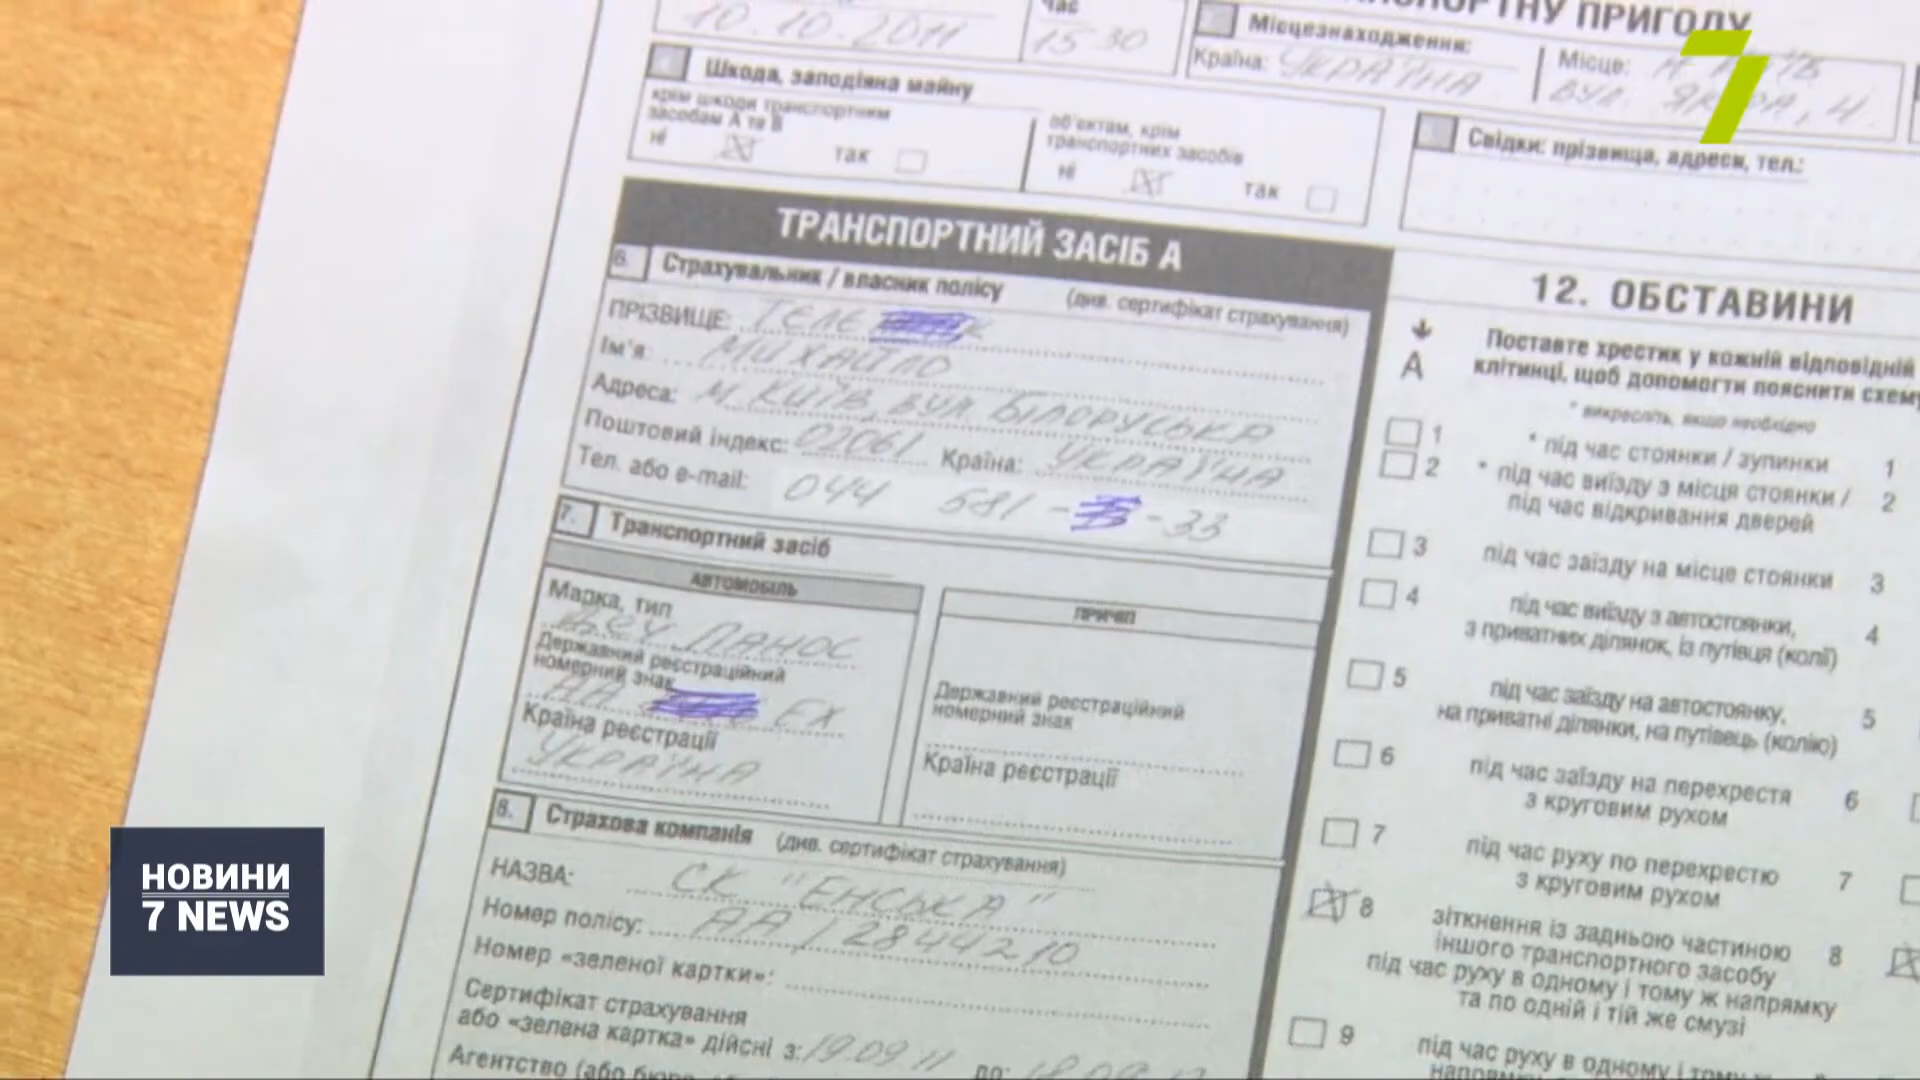 ТРАНСПОРТНУ ПРИГОДУ
10.10.2011
час
15 30
Місцезнаходження:
Країна: УКРАЇНА
Місце:
ВУЛ.
Шкода, заподіяна майну
крім шкоди транспортним
засобам А та В
ні
так
об'єктам, крім
транспортних засобів
ні
так
Свідки: прізвища, адреси, тел.:
7
ТРАНСПОРТНИЙ ЗАСІБ А
6. Страхувальник / власник полісу (див. сертифікат страхування)
ПРІЗВИЩЕ: ТЕЛЕ
Ім'я: МИХАЙЛО
Адреса: М. КИЇВ, ВУЛ. БІЛОРУСЬКА
Поштовий індекс: 02061 Країна: УКРАЇНА
Тел. або e-mail: 044 581 - - 33
7. Транспортний засіб
АВТОМОБІЛЬ
Марка, тип
ЛАНОС
Державний реєстраційний
номерний знак
АА ЕХ
Країна реєстрації
УКРАЇНА
ПРИЧІП
Державний реєстраційний
номерний знак
Країна реєстрації
8. Страхова компанія (див. сертифікат страхування)
НАЗВА: СК "ЕНСЬКА"
Номер полісу: АА / 2844210
Номер «зеленої картки»:
Сертифікат страхування
або «зелена картка» дійсні з: 19.09.11 до:
Агентство (або бюро
12. ОБСТАВИНИ
А
Поставте хрестик у кожній відповідній
клітинці, щоб допомогти пояснити схему
* викресліть, якщо необхідно
1 * під час стоянки / зупинки 1
2 * під час виїзду з місця стоянки / 2
під час відкривання дверей
3 під час заїзду на місце стоянки 3
4 під час виїзду з автостоянки, 4
з приватних ділянок, із путівця (колії)
5 під час заїзду на автостоянку, 5
на приватні ділянки, на путівець (колію)
6 під час заїзду на перехрестя 6
з круговим рухом
7 під час руху по перехрестю 7
з круговим рухом
8 зіткнення із задньою частиною 8
іншого транспортного засобу
під час руху в одному і тому ж напрямку
та по одній і тій же смузі
9 під час руху в одному і тому ж
НОВИНИ
7 NEWS